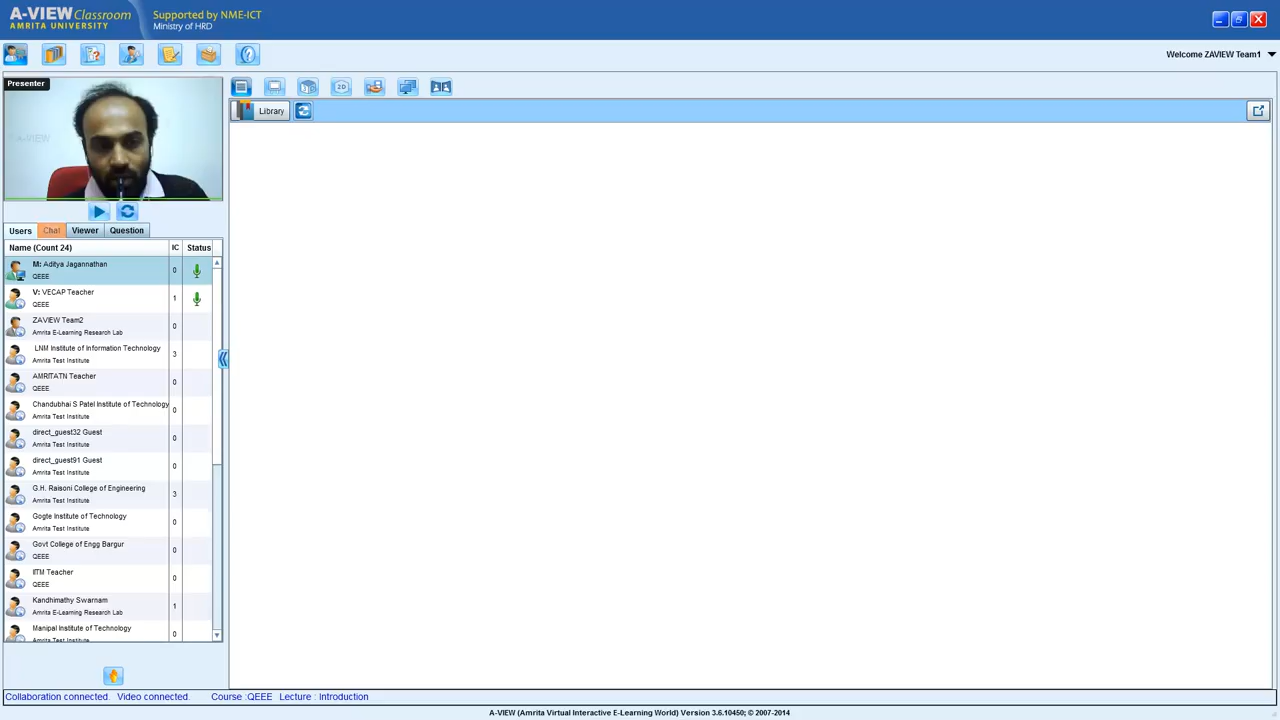 A-VIEW Classroom
AMRITA UNIVERSITY
Supported by NME-ICT
Ministry of HRD
Welcome ZAVIEW Team1
Presenter
A-VIEW
2D
Library
Users Chat Viewer Question
Name (Count 24) IC Status
M: Aditya Jagannathan
QEEE
0
V: VECAP Teacher
QEEE
1
ZAVIEW Team2
Amrita E-Learning Research Lab
0
LNM Institute of Information Technology
Amrita Test Institute
3
AMRITATN Teacher
QEEE
0
Chandubhai S Patel Institute of Technology
Amrita Test Institute
0
direct_guest32 Guest
Amrita Test Institute
0
direct_guest91 Guest
Amrita Test Institute
0
G.H. Raisoni College of Engineering
Amrita Test Institute
3
Gogte Institute of Technology
Amrita Test Institute
0
Govt College of Engg Bargur
QEEE
0
IITM Teacher
QEEE
0
Kandhimathy Swarnam
Amrita E-Learning Research Lab
1
Manipal Institute of Technology
Amrita Test Institute
0
Collaboration connected. Video connected. Course :QEEE Lecture : Introduction
A-VIEW (Amrita Virtual Interactive E-Learning World) Version 3.6.10450; © 2007-2014